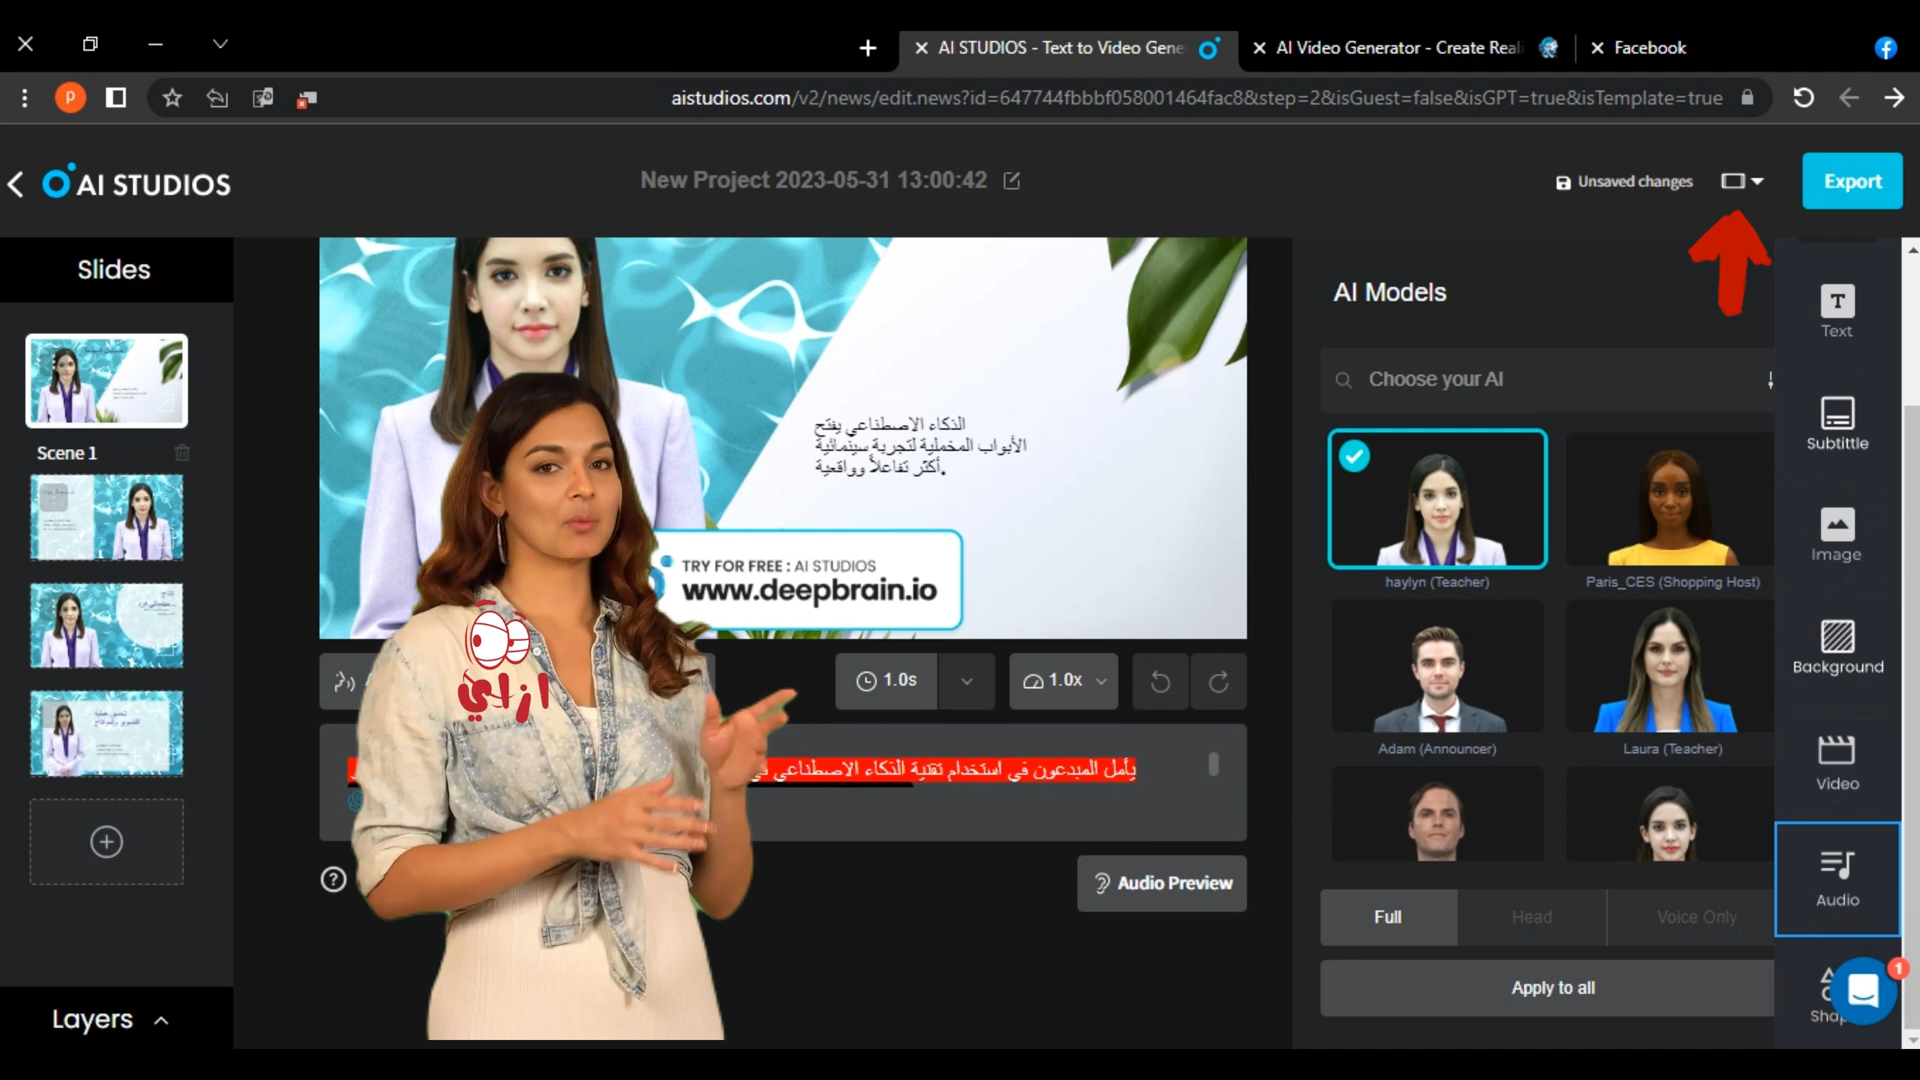 AI STUDIOS - Text to Video Gene
AI Video Generator - Create Reali
Facebook
P
aistudios.com/v2/news/edit.news?id=647744fbbbf058001464fac8&step=2&isGuest=false&isGPT=true&isTemplate=true
AI STUDIOS
New Project 2023-05-31 13:00:42
Unsaved changes
Export
Slides
Scene 1
الذكاء الاصطناعي يفتح
الأبواب المخملية لتجربة سينمائية
أكثر تفاعلاً وواقعية.
TRY FOR FREE : AI STUDIOS
www.deepbrain.io
ازاي
1.0s
1.0x
يأمل المبدعون في استخدام تقنية الذكاء الاصطناعي في
Audio Preview
AI Models
Choose your AI
haylyn (Teacher)
Paris_CES (Shopping Host)
Adam (Announcer)
Laura (Teacher)
Full
Head
Voice Only
Apply to all
Text
Subtittle
Image
Background
Video
Audio
1
Layers